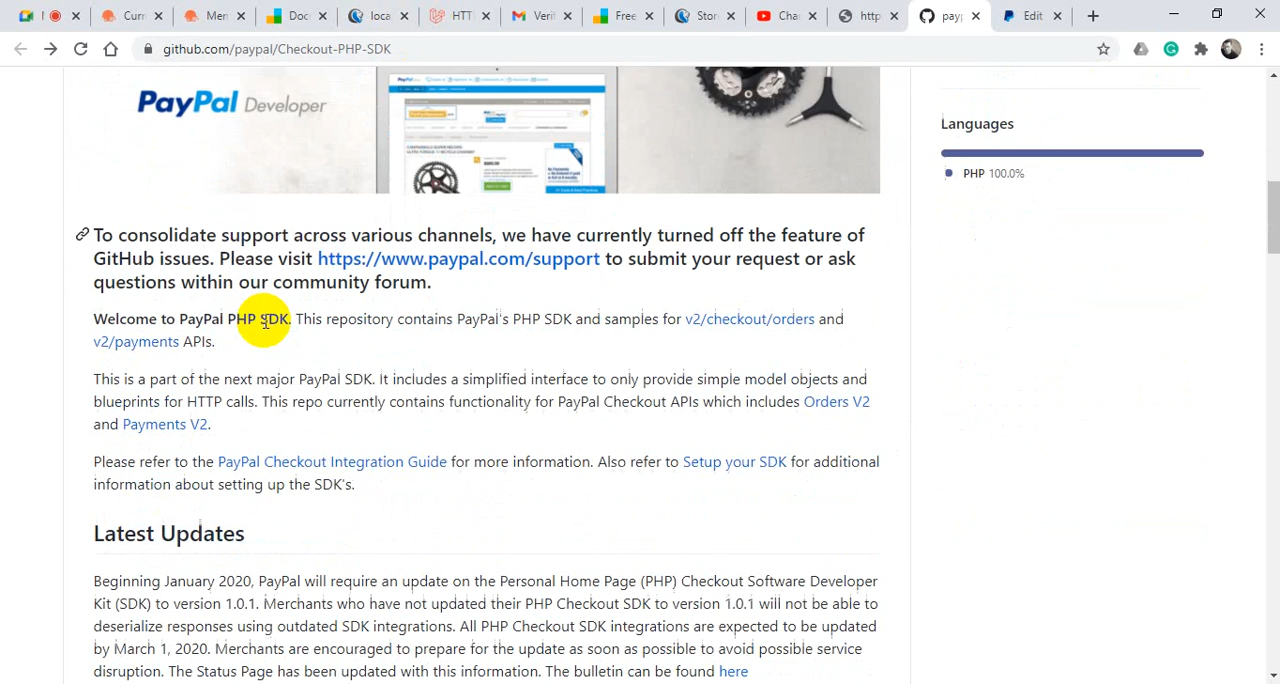 Curr
Mer
Doc
loca
HTT
Verit
Free
Stor
Cha
http
payp
Edit
github.com/paypal/Checkout-PHP-SDK
PayPal Developer
Languages
PHP 100.0%
To consolidate support across various channels, we have currently turned off the feature of
GitHub issues. Please visit https://www.paypal.com/support to submit your request or ask
questions within our community forum.
Welcome to PayPal PHP SDK. This repository contains PayPal's PHP SDK and samples for v2/checkout/orders and
v2/payments APIs.
This is a part of the next major PayPal SDK. It includes a simplified interface to only provide simple model objects and
blueprints for HTTP calls. This repo currently contains functionality for PayPal Checkout APIs which includes Orders V2
and Payments V2.
Please refer to the PayPal Checkout Integration Guide for more information. Also refer to Setup your SDK for additional
information about setting up the SDK's.
Latest Updates
Beginning January 2020, PayPal will require an update on the Personal Home Page (PHP) Checkout Software Developer
Kit (SDK) to version 1.0.1. Merchants who have not updated their PHP Checkout SDK to version 1.0.1 will not be able to
deserialize responses using outdated SDK integrations. All PHP Checkout SDK integrations are expected to be updated
by March 1, 2020. Merchants are encouraged to prepare for the update as soon as possible to avoid possible service
disruption. The Status Page has been updated with this information. The bulletin can be found here